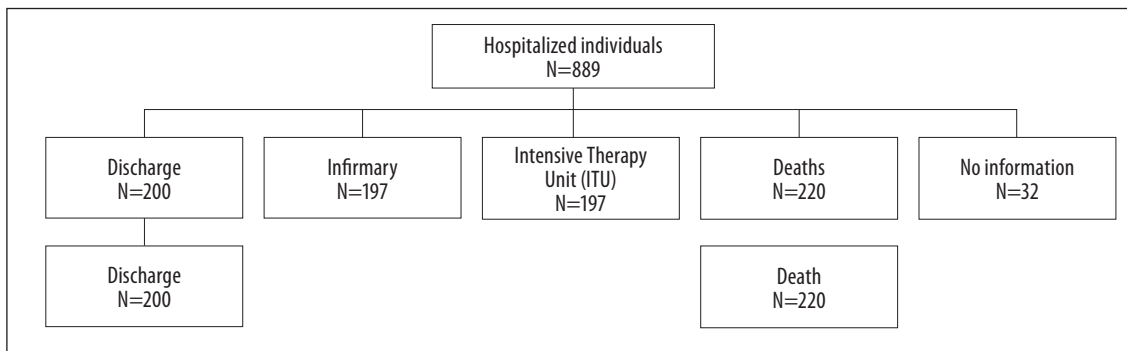 Hospitalized individuals
N=889
Discharge
N=200
Infirmary
N=197
Intensive Therapy
Unit (ITU)
N=197
Deaths
N=220
No information
N=32
Discharge
N=200
Death
N=220